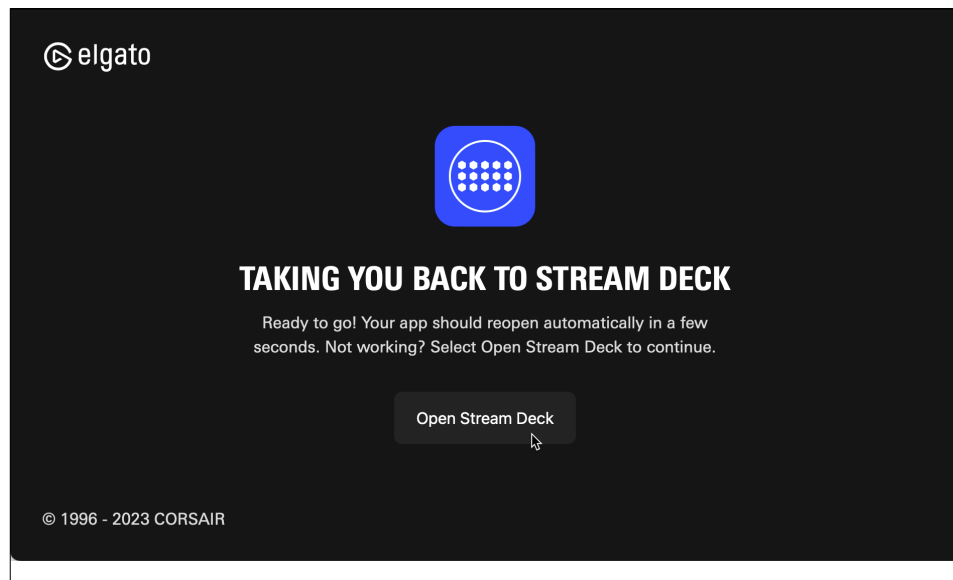 elgato
TAKING YOU BACK TO STREAM DECK
Ready to go! Your app should reopen automatically in a few
seconds. Not working? Select Open Stream Deck to continue.
Open Stream Deck
© 1996 - 2023 CORSAIR